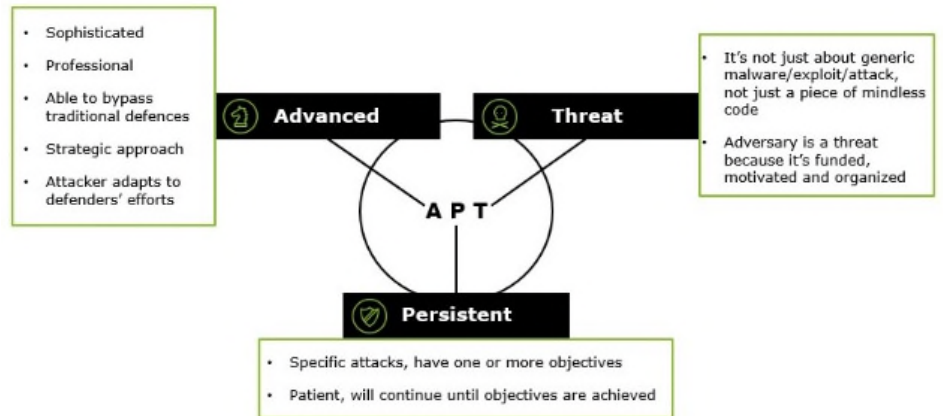 Sophisticated
Professional
Able to bypass
traditional defences
Strategic approach
Attacker adapts to
defenders' efforts
Advanced
Threat
It's not just about generic
malware/exploit/attack,
not just a piece of mindless
code
Adversary is a threat
because it's funded,
motivated and organized
A P T
Persistent
Specific attacks, have one or more objectives
Patient, will continue until objectives are achieved